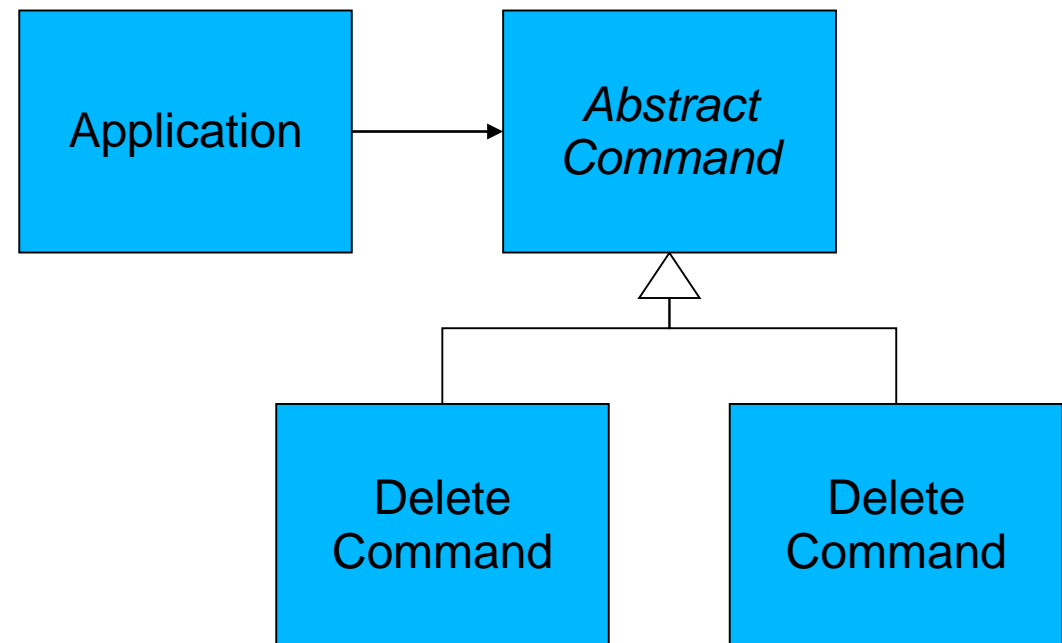 Application
Abstract
Command
Delete
Command
Delete
Command